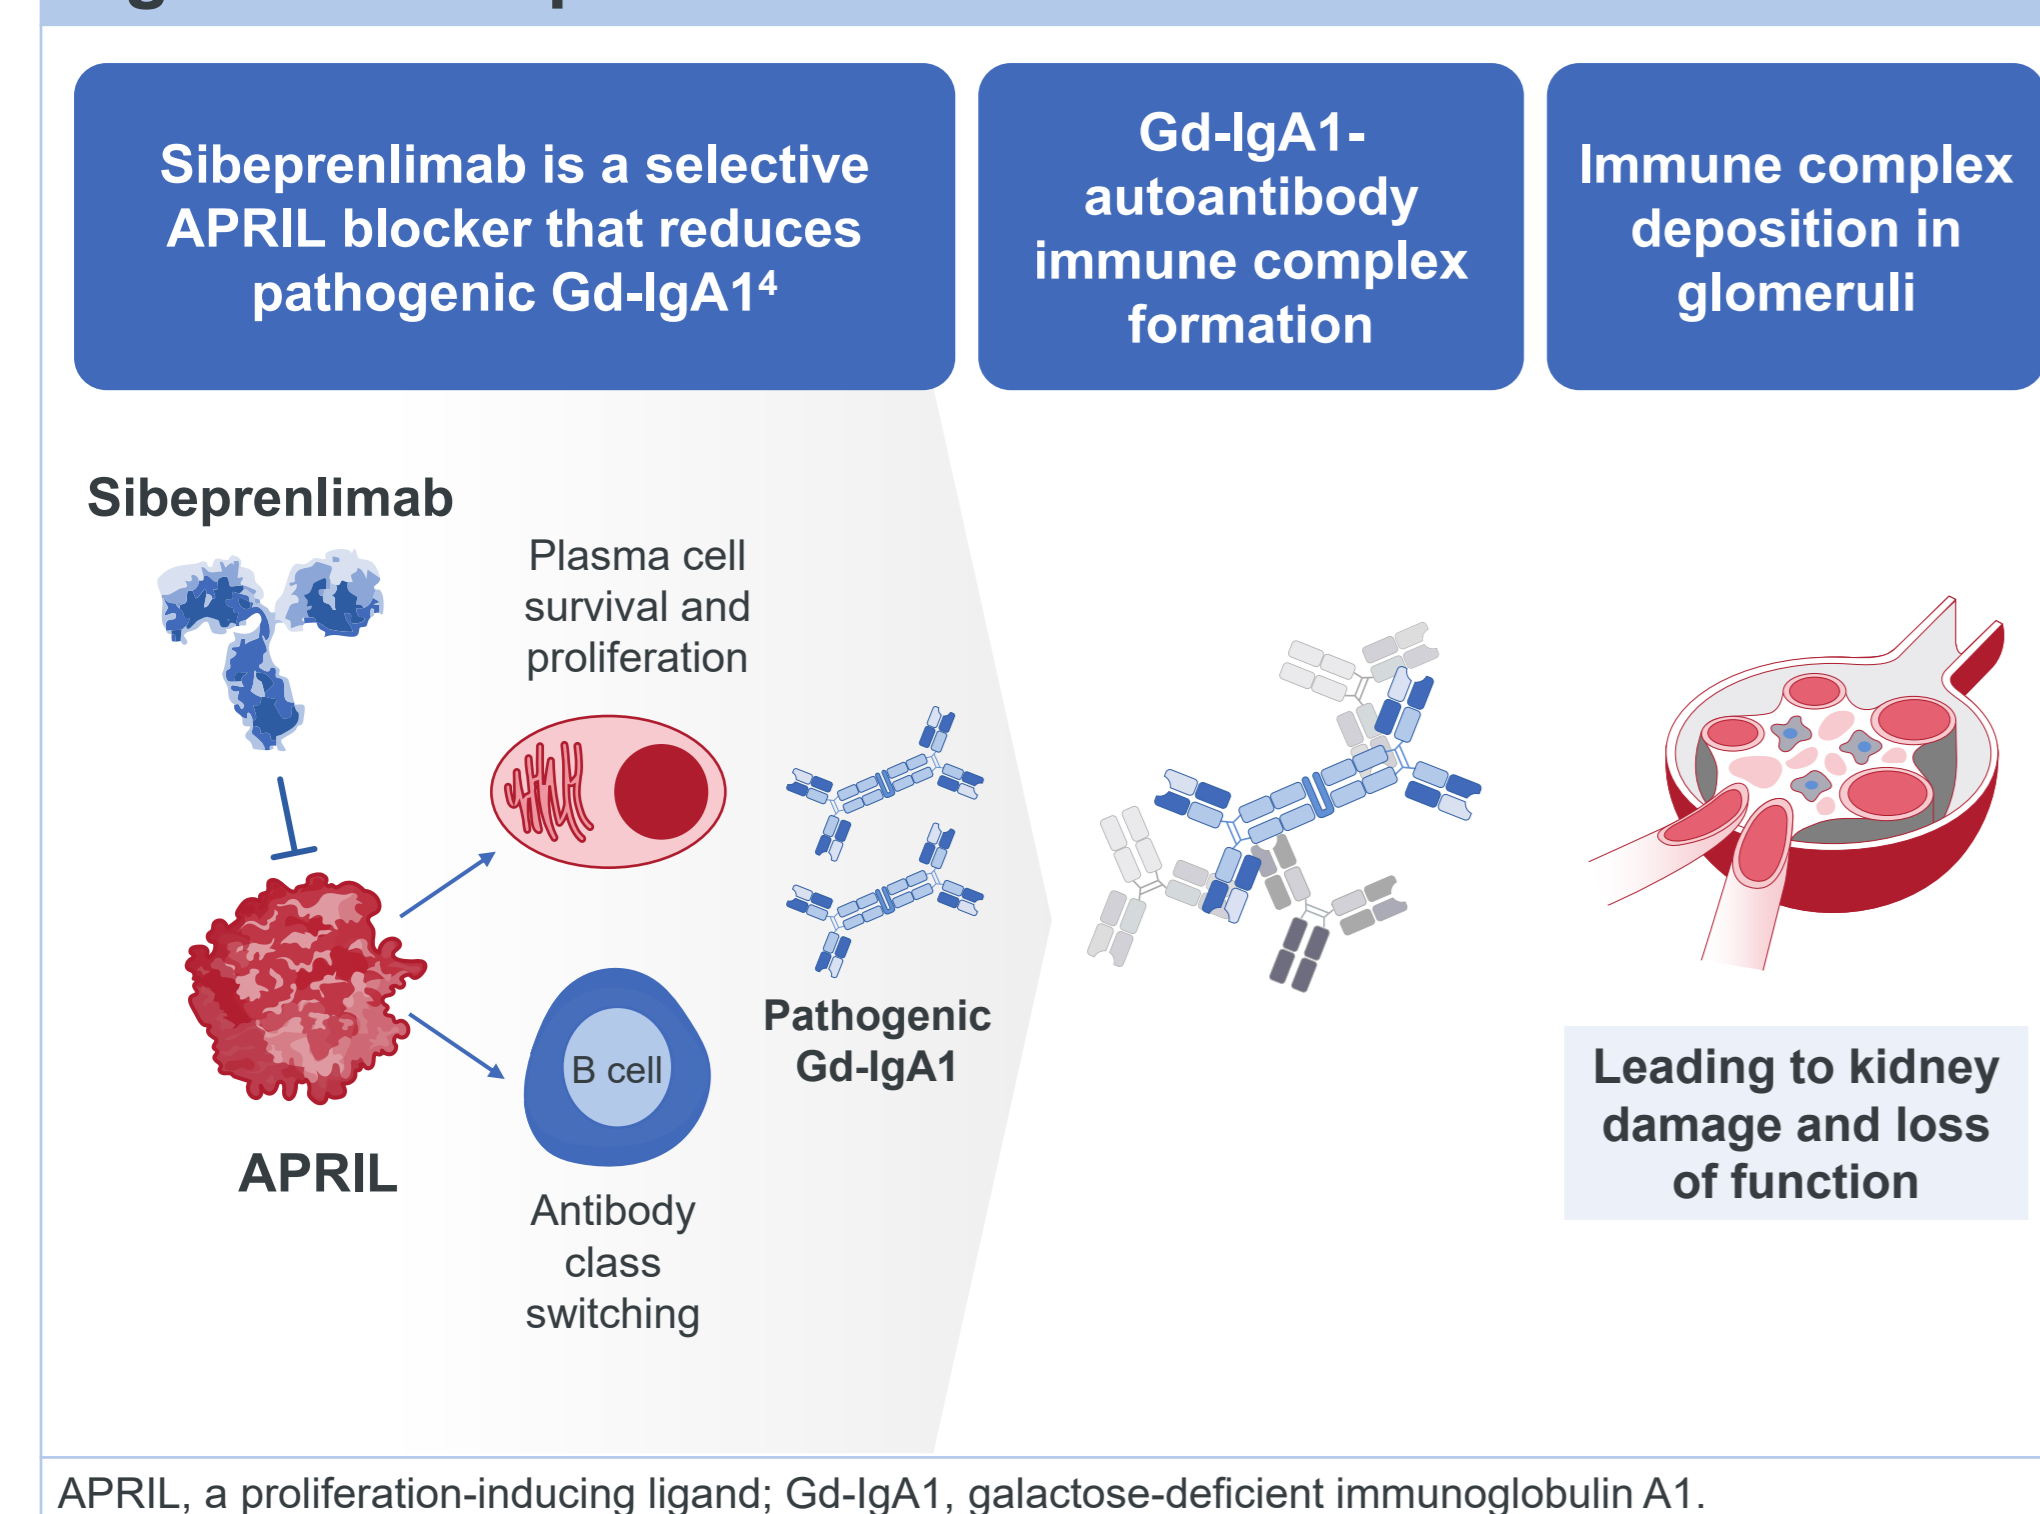 Sibeprenlimab is a selective
APRIL blocker that reduces
pathogenic Gd-IgA1⁴
Gd-IgA1-
autoantibody
immune complex
formation
Immune complex
deposition in
glomeruli
Sibeprenlimab
Plasma cell
survival and
proliferation
Pathogenic
Gd-IgA1
B cell
APRIL
Antibody
class
switching
Leading to kidney
damage and loss
of function
APRIL, a proliferation-inducing ligand; Gd-IgA1, galactose-deficient immunoglobulin A1.